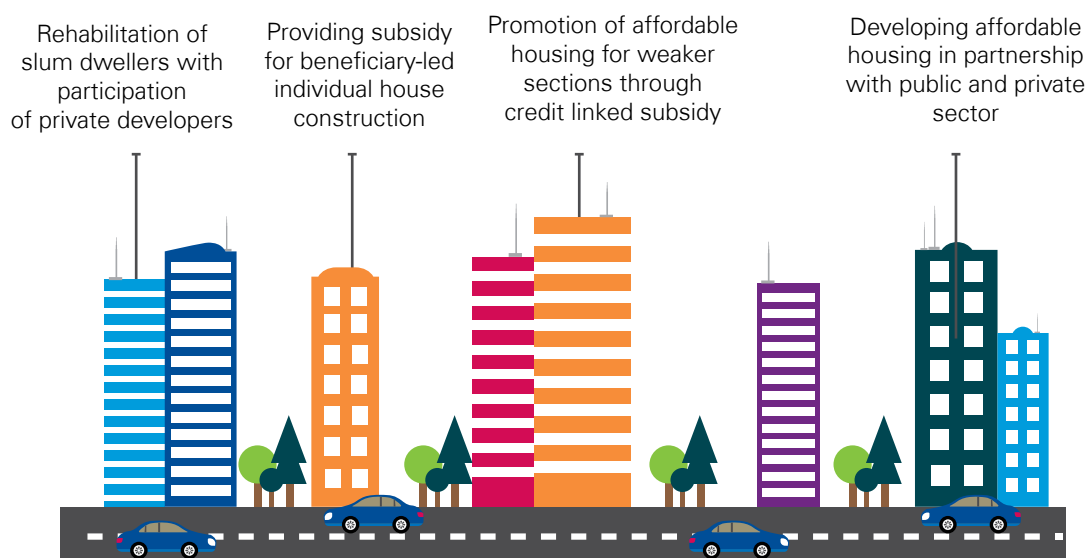 Rehabilitation of
slum dwellers with
participation
of private developers
Providing subsidy
for beneficiary-led
individual house
construction
Promotion of affordable
housing for weaker
sections through
credit linked subsidy
Developing affordable
housing in partnership
with public and private
sector